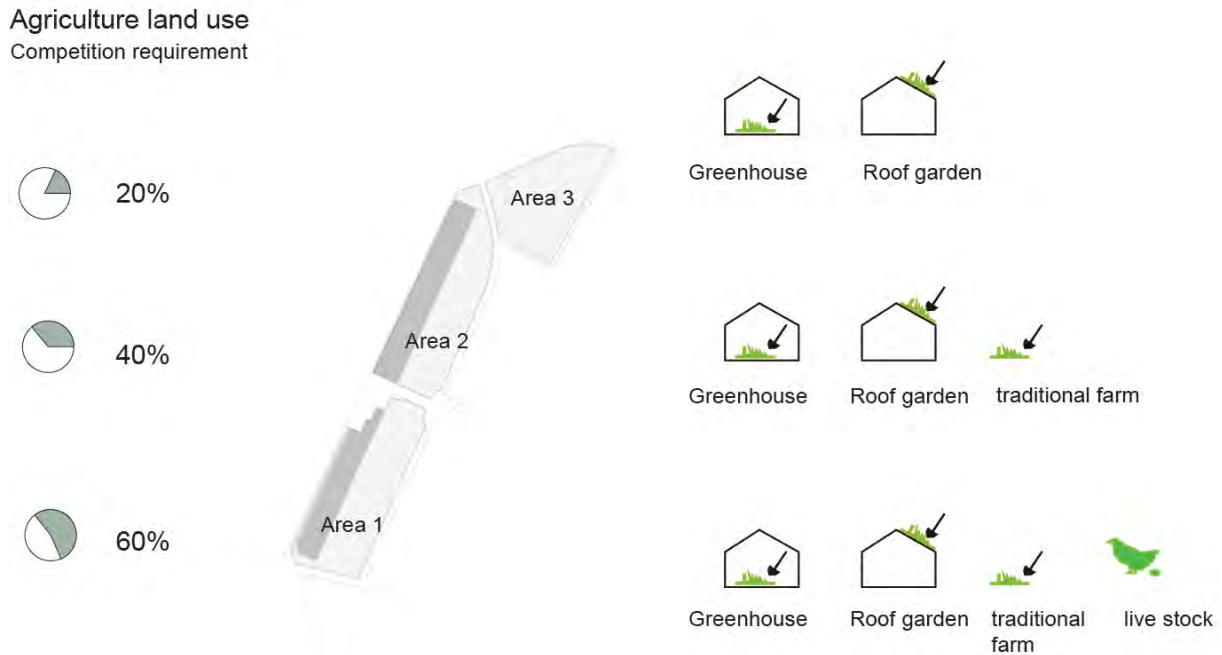 Agriculture land use
Competition requirement
Greenhouse
Roof garden
20%
Area 3
40%
Area 2
Greenhouse
Roof garden
traditional farm
60%
Area 1
Greenhouse
Roof garden
traditional
farm
live stock